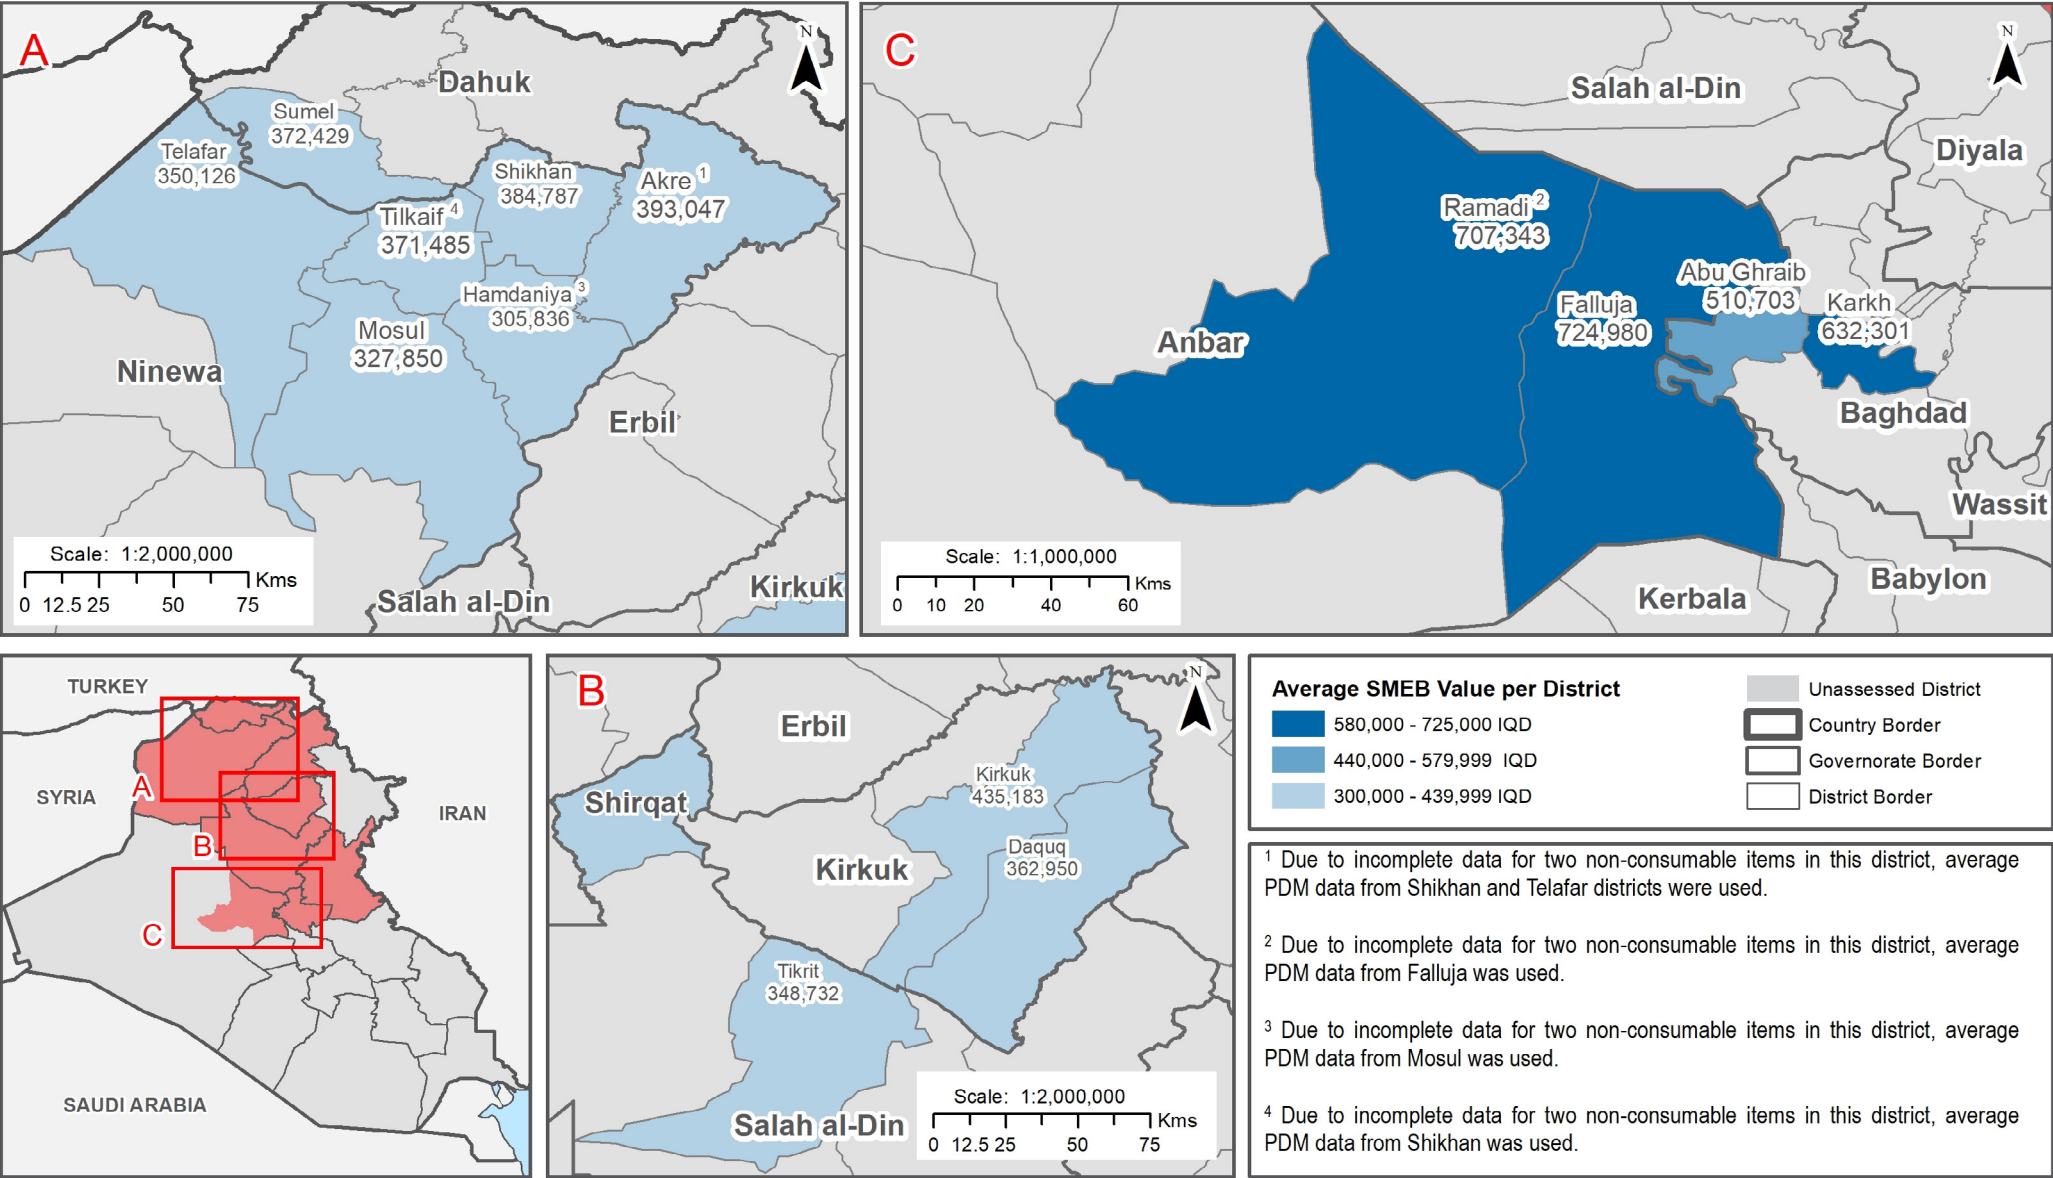 A
N
Dahuk
Sumel
372,429
Telafar
350,126
Shikhan
384,787
Akre 1
393,047
Tilkaif 4
371,485
Hamdaniya 3
305,836
Mosul
327,850
Ninewa
Erbil
Scale: 1:2,000,000
Kms
0 12.5 25 50 75
Kirkuk
Salah al-Din
C
N
Salah al-Din
Diyala
Ramadi 2
707,343
Abu Ghraib
510,703
Falluja
724,980
Karkh
632,301
Anbar
Baghdad
Wassit
Scale: 1:1,000,000
Kms
0 10 20 40 60
Babylon
Kerbala
TURKEY
SYRIA
A
IRAN
B
C
SAUDI ARABIA
B
N
Erbil
Kirkuk
435,183
Shirqat
Daquq
362,950
Kirkuk
Tikrit
348,732
Scale: 1:2,000,000
Kms
0 12.5 25 50 75
Salah al-Din
Average SMEB Value per District
580,000 - 725,000 IQD
440,000 - 579,999 IQD
300,000 - 439,999 IQD
Unassessed District
Country Border
Governorate Border
District Border
1 Due to incomplete data for two non-consumable items in this district, average
PDM data from Shikhan and Telafar districts were used.
2 Due to incomplete data for two non-consumable items in this district, average
PDM data from Falluja was used.
3 Due to incomplete data for two non-consumable items in this district, average
PDM data from Mosul was used.
4 Due to incomplete data for two non-consumable items in this district, average
PDM data from Shikhan was used.